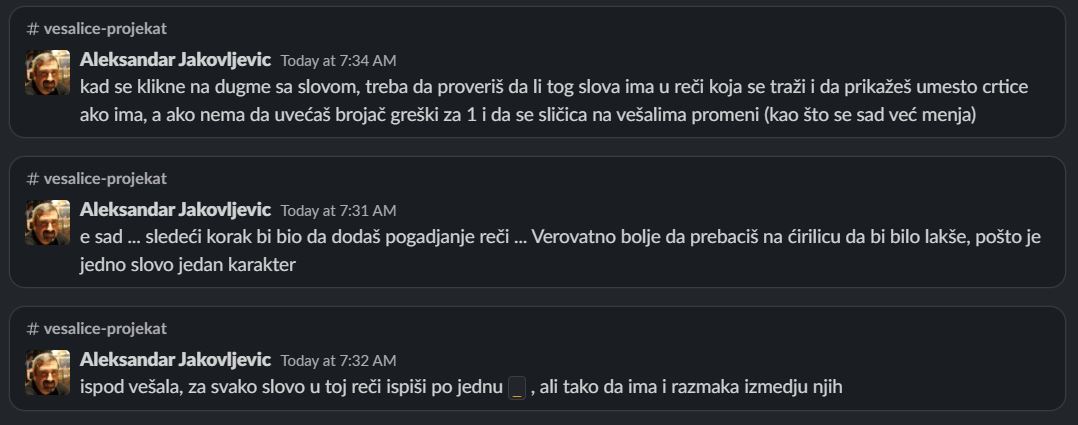 # vesalice-projekat
Aleksandar Jakovljevic Today at 7:34 AM
kad se klikne na dugme sa slovom, treba da proveriš da li tog slova ima u reči koja se traži i da prikažeš umesto crtice
ako ima, a ako nema da uvećaš brojač greški za 1 i da se sličica na vešalima promeni (kao što se sad već menja)
# vesalice-projekat
Aleksandar Jakovljevic Today at 7:31 AM
e sad ... sledeći korak bi bio da dodaš pogadjanje reči ... Verovatno bolje da prebaciš na ćirilicu da bi bilo lakše, pošto je
jedno slovo jedan karakter
# vesalice-projekat
Aleksandar Jakovljevic Today at 7:32 AM
ispod vešala, za svako slovo u toj reči ispiši po jednu _ , ali tako da ima i razmaka izmedju njih